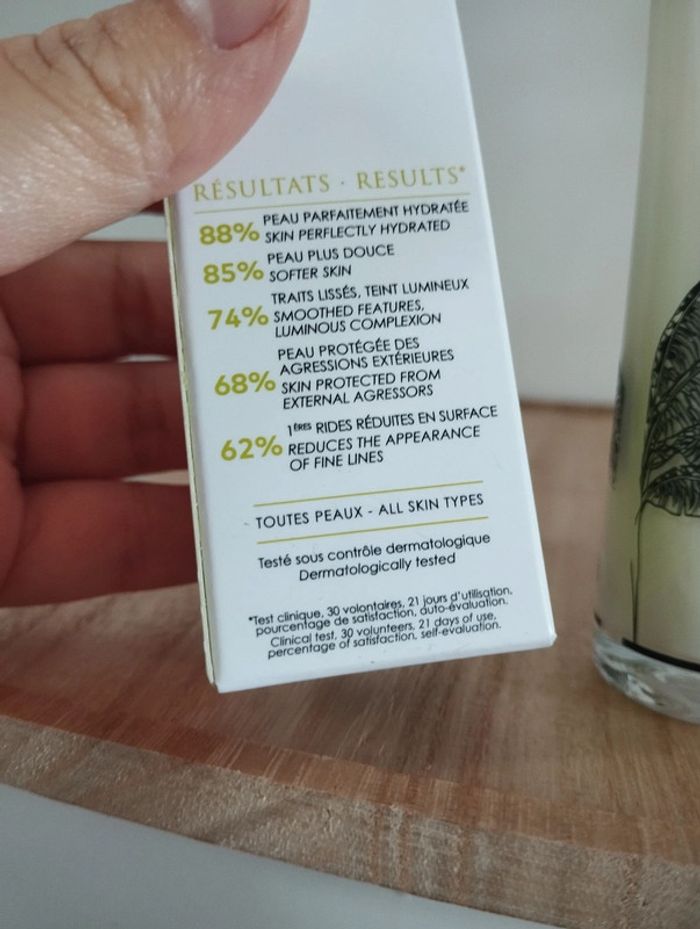 RÉSULTATS · RESULTS*
88% PEAU PARFAITEMENT HYDRATÉE
SKIN PERFLECTLY HYDRATED
85% PEAU PLUS DOUCE
SOFTER SKIN
74% TRAITS LISSÉS, TEINT LUMINEUX
SMOOTHED FEATURES,
LUMINOUS COMPLEXION
68% PEAU PROTÉGÉE DES
AGRESSIONS EXTÉRIEURES
SKIN PROTECTED FROM
EXTERNAL AGRESSORS
62% 1ÈRES RIDES RÉDUITES EN SURFACE
REDUCES THE APPEARANCE
OF FINE LINES
TOUTES PEAUX - ALL SKIN TYPES
Testé sous contrôle dermatologique
Dermatologically tested
*Test clinique, 30 volontaires, 21 jours d'utilisation,
pourcentage de satisfaction, auto-évaluation.
Clinical test, 30 volunteers, 21 days of use,
percentage of satisfaction, self-evaluation.